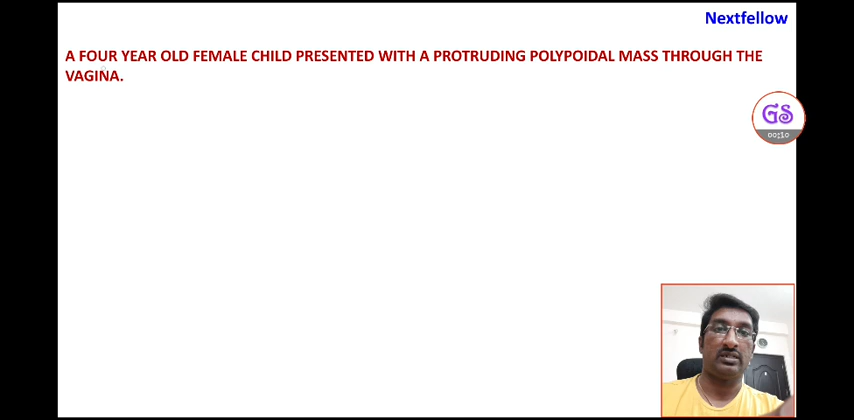 Nextfellow
A FOUR YEAR OLD FEMALE CHILD PRESENTED WITH A PROTRUDING POLYPOIDAL MASS THROUGH THE
VAGINA.
GS
00:10